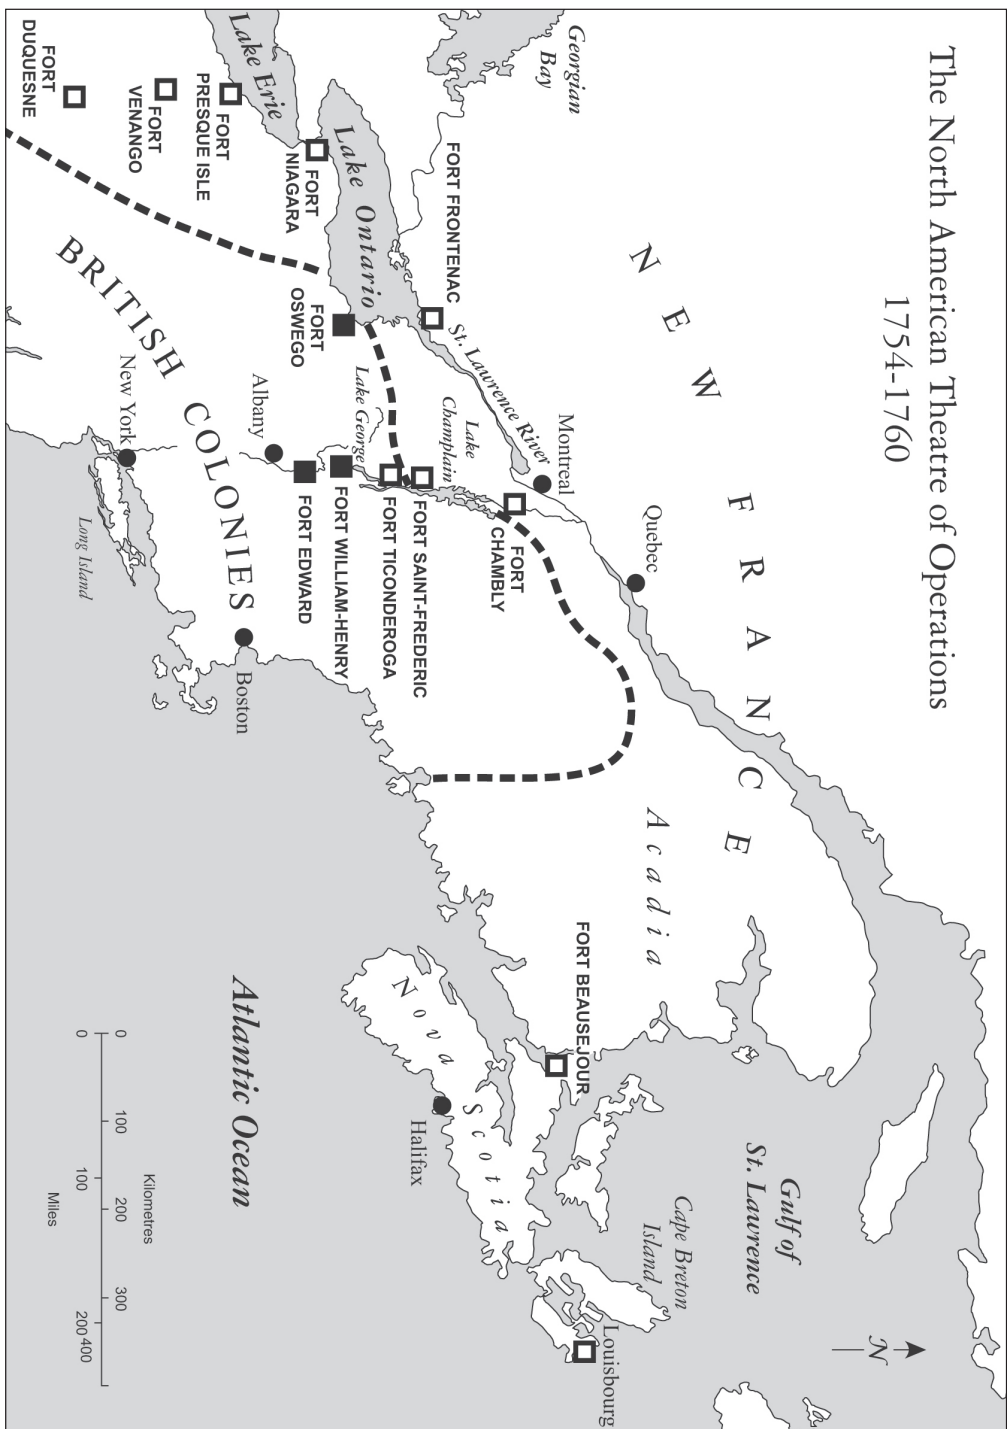 The North American Theatre of Operations
1754-1760
NEW FRANCE
Georgian
Bay
FORT FRONTENAC
St. Lawrence River
Montreal
Quebec
Acadia
Gulf of
St. Lawrence
N
Lake Ontario
Lake Erie
FORT
NIAGARA
FORT
PRESQUE ISLE
FORT
VENANGO
FORT
DUQUESNE
FORT
OSWEGO
Lake George
Lake
Champlain
FORT
CHAMBLY
FORT SAINT-FREDERIC
FORT TICONDEROGA
FORT WILLIAM-HENRY
FORT EDWARD
Albany
New York
Long Island
Boston
BRITISH COLONIES
FORT BEAUSEJOUR
Nova Scotia
Halifax
Cape Breton
Island
Louisbourg
Atlantic Ocean
Kilometres
0 100 200 300 400
0 100 200
Miles